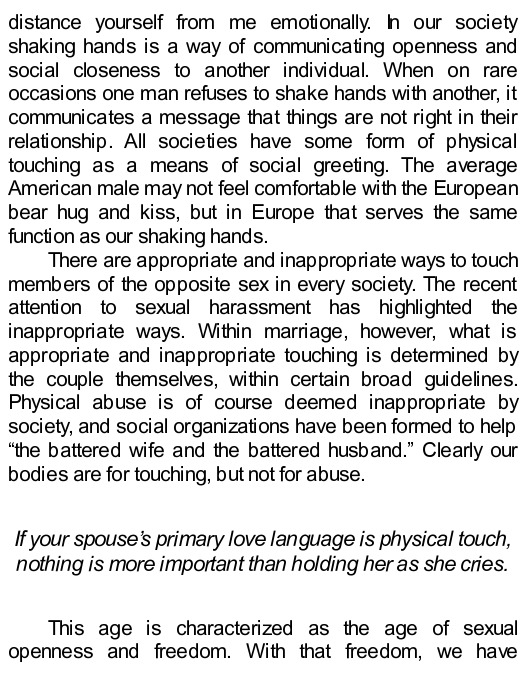 distance yourself from me emotionally. In our society
shaking hands is a way of communicating openness and
social closeness to another individual. When on rare
occasions one man refuses to shake hands with another, it
communicates a message that things are not right in their
relationship. All societies have some form of physical
touching as a means of social greeting. The average
American male may not feel comfortable with the European
bear hug and kiss, but in Europe that serves the same
function as our shaking hands.
There are appropriate and inappropriate ways to touch
members of the opposite sex in every society. The recent
attention to sexual harassment has highlighted the
inappropriate ways. Within marriage, however, what is
appropriate and inappropriate touching is determined by
the couple themselves, within certain broad guidelines.
Physical abuse is of course deemed inappropriate by
society, and social organizations have been formed to help
“the battered wife and the battered husband.” Clearly our
bodies are for touching, but not for abuse.
If your spouse’s primary love language is physical touch,
nothing is more important than holding her as she cries.
This age is characterized as the age of sexual
openness and freedom. With that freedom, we have